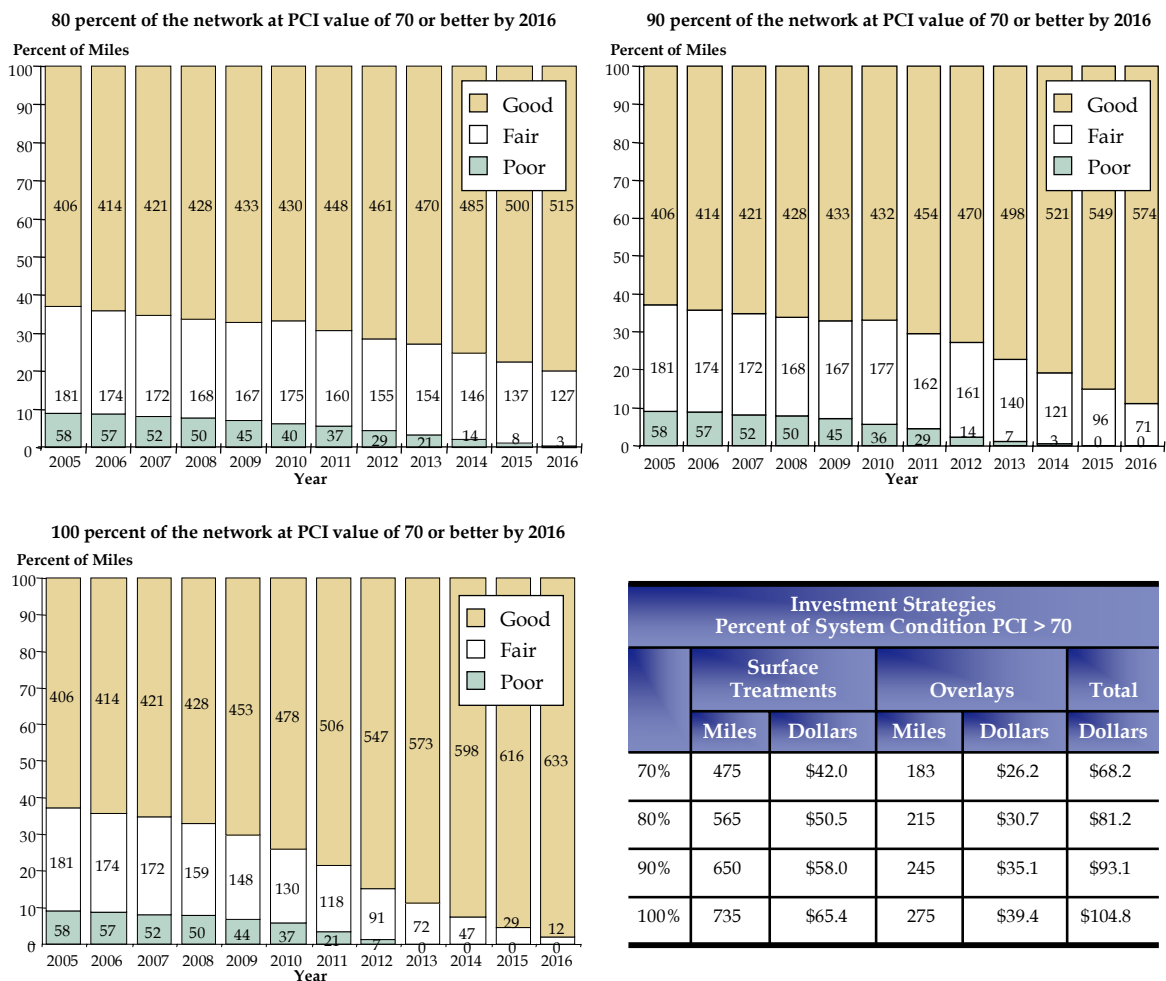 80 percent of the network at PCI value of 70 or better by 2016
Percent of Miles
100
90
80
70
60
50
40
30
20
10
0
Good
Fair
Poor
406 414 421 428 433 430 448 461 470 485 500 515
181 174 172 168 167 175 160 155 154 146 137 127
58 57 52 50 45 40 37 29 21 14 8 3
2005 2006 2007 2008 2009 2010 2011 2012 2013 2014 2015 2016
Year
90 percent of the network at PCI value of 70 or better by 2016
Percent of Miles
100
90
80
70
60
50
40
30
20
10
0
Good
Fair
Poor
406 414 421 428 433 432 454 470 498 521 549 574
181 174 172 168 167 177 162 161 140 121 96 71
58 57 52 50 45 36 29 14 7 3 0 0
2005 2006 2007 2008 2009 2010 2011 2012 2013 2014 2015 2016
Year
100 percent of the network at PCI value of 70 or better by 2016
Percent of Miles
100
90
80
70
60
50
40
30
20
10
0
Good
Fair
Poor
406 414 421 428 453 478 506 547 573 598 616 633
181 174 172 159 148 130 118 91 72 47 29 12
58 57 52 50 44 37 21 7 0 0 0 0
2005 2006 2007 2008 2009 2010 2011 2012 2013 2014 2015 2016
Year
Investment Strategies
Percent of System Condition PCI > 70
Surface
Treatments Overlays Total
Miles Dollars Miles Dollars Dollars
70% 475 $42.0 183 $26.2 $68.2
80% 565 $50.5 215 $30.7 $81.2
90% 650 $58.0 245 $35.1 $93.1
100% 735 $65.4 275 $39.4 $104.8